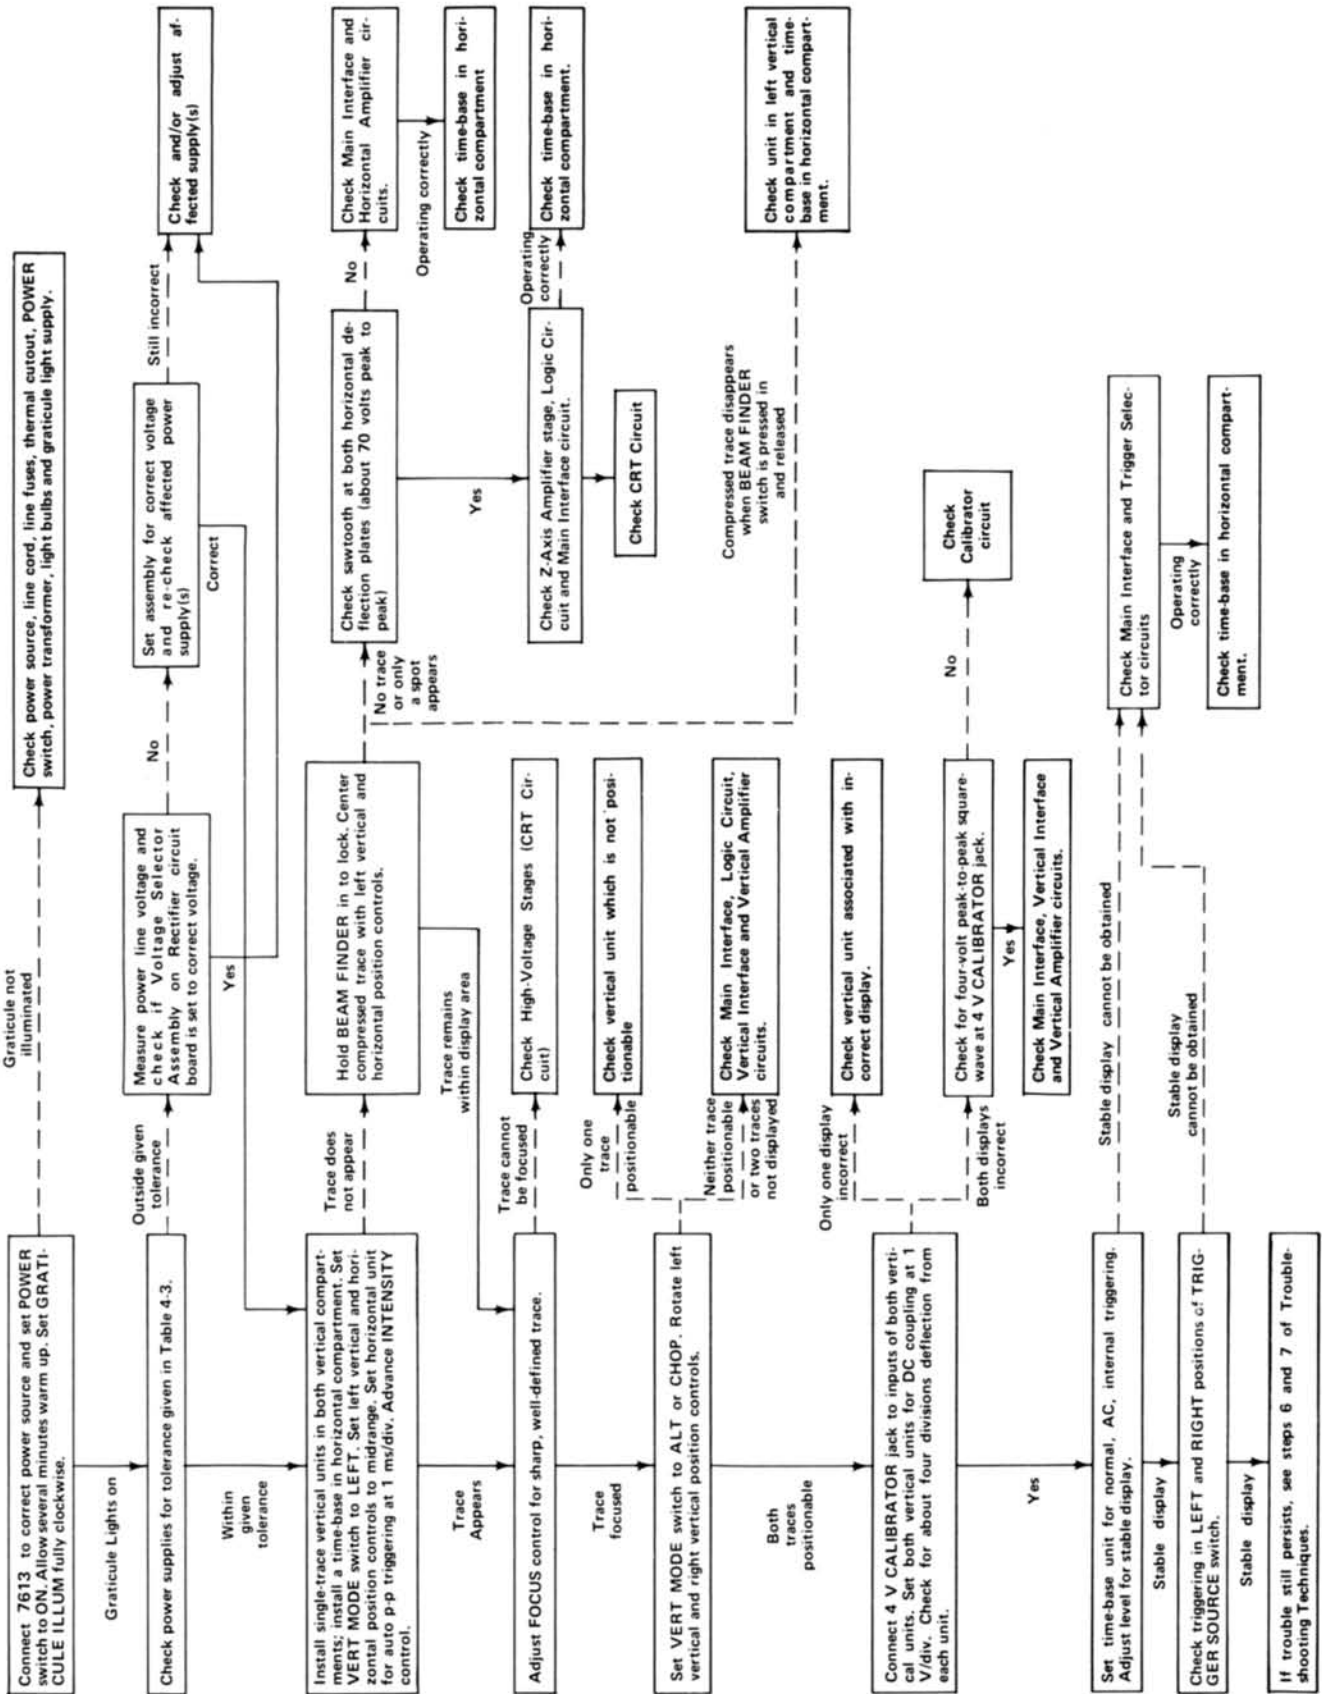 Connect 7613 to correct power source and set POWER
switch to ON. Allow several minutes warm up. Set GRATI-
CULE ILLUM fully clockwise.
Graticule not
illuminated
Check power source, line cord, line fuses, thermal cutout, POWER
switch, power transformer, light bulbs and graticule light supply.
Graticule Lights on
Check power supplies for tolerance given in Table 4-3.
Outside given
tolerance
Measure power line voltage and
check if Voltage Selector
Assembly on Rectifier circuit
board is set to correct voltage.
No
Set assembly for correct voltage
and re-check affected power
supply(s)
Still incorrect
Check and/or adjust af-
fected supply(s)
Yes
Correct
Within
given
tolerance
Install single-trace vertical units in both vertical compart-
ments; install a time-base in horizontal compartment. Set
VERT MODE switch to LEFT. Set left vertical and hori-
zontal position controls to midrange. Set horizontal unit
for auto p-p triggering at 1 ms/div. Advance INTENSITY
control.
Trace does
not appear
Hold BEAM FINDER in to lock. Center
compressed trace with left vertical and
horizontal position controls.
No trace
or only
a spot
appears
Check sawtooth at both horizontal de-
flection plates (about 70 volts peak to
peak)
No
Check Main Interface and
Horizontal Amplifier cir-
cuits.
Operating correctly
Check time-base in hori-
zontal compartment
Yes
Check Z-Axis Amplifier stage, Logic Cir-
cuit and Main Interface circuit.
Operating
correctly
Check time-base in hori-
zontal compartment.
Check CRT Circuit
Trace remains
within display area
Compressed trace disappears
when BEAM FINDER
switch is pressed in
and released
Check unit in left vertical
compartment and time-
base in horizontal compart-
ment.
Trace
Appears
Adjust FOCUS control for sharp, well-defined trace.
Trace cannot
be focused
Check High-Voltage Stages (CRT Cir-
cuit)
Trace
focused
Set VERT MODE switch to ALT or CHOP. Rotate left
vertical and right vertical position controls.
Only one
trace
positionable
Check vertical unit which is not posi-
tionable
Neither trace
positionable
or two traces
not displayed
Check Main Interface, Logic Circuit,
Vertical Interface and Vertical Amplifier
circuits.
Both
traces
positionable
Connect 4 V CALIBRATOR jack to inputs of both verti-
cal units. Set both vertical units for DC coupling at 1
V/div. Check for about four divisions deflection from
each unit.
Only one display
incorrect
Check vertical unit associated with in-
correct display.
Both displays
incorrect
Check for four-volt peak-to-peak square-
wave at 4 V CALIBRATOR jack.
No
Check
Calibrator
circuit
Yes
Check Main Interface, Vertical Interface
and Vertical Amplifier circuits.
Yes
Set time-base unit for normal, AC, internal triggering.
Adjust level for stable display.
Stable display cannot be obtained
Check Main Interface and Trigger Selec-
tor circuits
Operating
correctly
Check time-base in horizontal compart-
ment.
Stable display
Check triggering in LEFT and RIGHT positions of TRIG-
GER SOURCE switch.
Stable display
cannot be obtained
Stable display
If trouble still persists, see steps 6 and 7 of Trouble-
shooting Techniques.